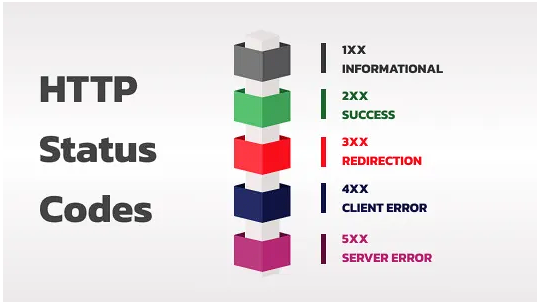 HTTP
Status
Codes
1XX
INFORMATIONAL
2XX
SUCCESS
3XX
REDIRECTION
4XX
CLIENT ERROR
5XX
SERVER ERROR